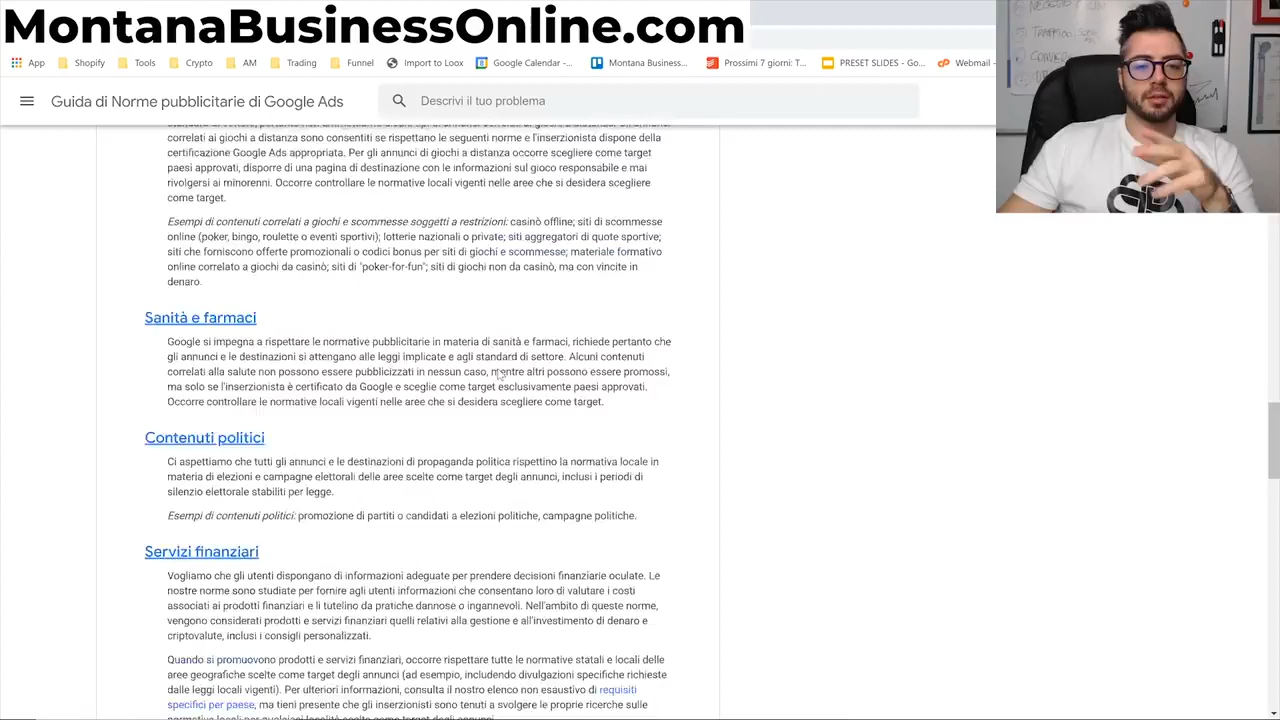 MontanaBusinessOnline.com
App Shopify Tools Crypto AM Trading Funnel Import to Loox Google Calendar -... Montana Business... Prossimi 7 giorni: T... PRESET SLIDES - Go... Webmail -
Guida di Norme pubblicitarie di Google Ads Descrivi il tuo problema
correlati ai giochi a distanza sono consentiti se rispettano le seguenti norme e l'inserzionista dispone della
certificazione Google Ads appropriata. Per gli annunci di giochi a distanza occorre scegliere come target
paesi approvati, disporre di una pagina di destinazione con le informazioni sul gioco responsabile e mai
rivolgersi ai minorenni. Occorre controllare le normative locali vigenti nelle aree che si desidera scegliere
come target.
Esempi di contenuti correlati a giochi e scommesse soggetti a restrizioni: casinò offline; siti di scommesse
online (poker, bingo, roulette o eventi sportivi); lotterie nazionali o private; siti aggregatori di quote sportive;
siti che forniscono offerte promozionali o codici bonus per siti di giochi e scommesse; materiale formativo
online correlato a giochi da casinò; siti di "poker-for-fun"; siti di giochi non da casinò, ma con vincite in
denaro.
Sanità e farmaci
Google si impegna a rispettare le normative pubblicitarie in materia di sanità e farmaci, richiede pertanto che
gli annunci e le destinazioni si attengano alle leggi implicate e agli standard di settore. Alcuni contenuti
correlati alla salute non possono essere pubblicizzati in nessun caso, mentre altri possono essere promossi,
ma solo se l'inserzionista è certificato da Google e sceglie come target esclusivamente paesi approvati.
Occorre controllare le normative locali vigenti nelle aree che si desidera scegliere come target.
Contenuti politici
Ci aspettiamo che tutti gli annunci e le destinazioni di propaganda politica rispettino la normativa locale in
materia di elezioni e campagne elettorali delle aree scelte come target degli annunci, inclusi i periodi di
silenzio elettorale stabiliti per legge.
Esempi di contenuti politici: promozione di partiti o candidati a elezioni politiche, campagne politiche.
Servizi finanziari
Vogliamo che gli utenti dispongano di informazioni adeguate per prendere decisioni finanziarie oculate. Le
nostre norme sono studiate per fornire agli utenti informazioni che consentano loro di valutare i costi
associati ai prodotti finanziari e li tutelino da pratiche dannose o ingannevoli. Nell'ambito di queste norme,
vengono considerati prodotti e servizi finanziari quelli relativi alla gestione e all'investimento di denaro e
criptovalute, inclusi i consigli personalizzati.
Quando si promuovono prodotti e servizi finanziari, occorre rispettare tutte le normative statali e locali delle
aree geografiche scelte come target degli annunci (ad esempio, includendo divulgazioni specifiche richieste
dalle leggi locali vigenti). Per ulteriori informazioni, consulta il nostro elenco non esaustivo di requisiti
specifici per paese, ma tieni presente che gli inserzionisti sono tenuti a svolgere le proprie ricerche sulle